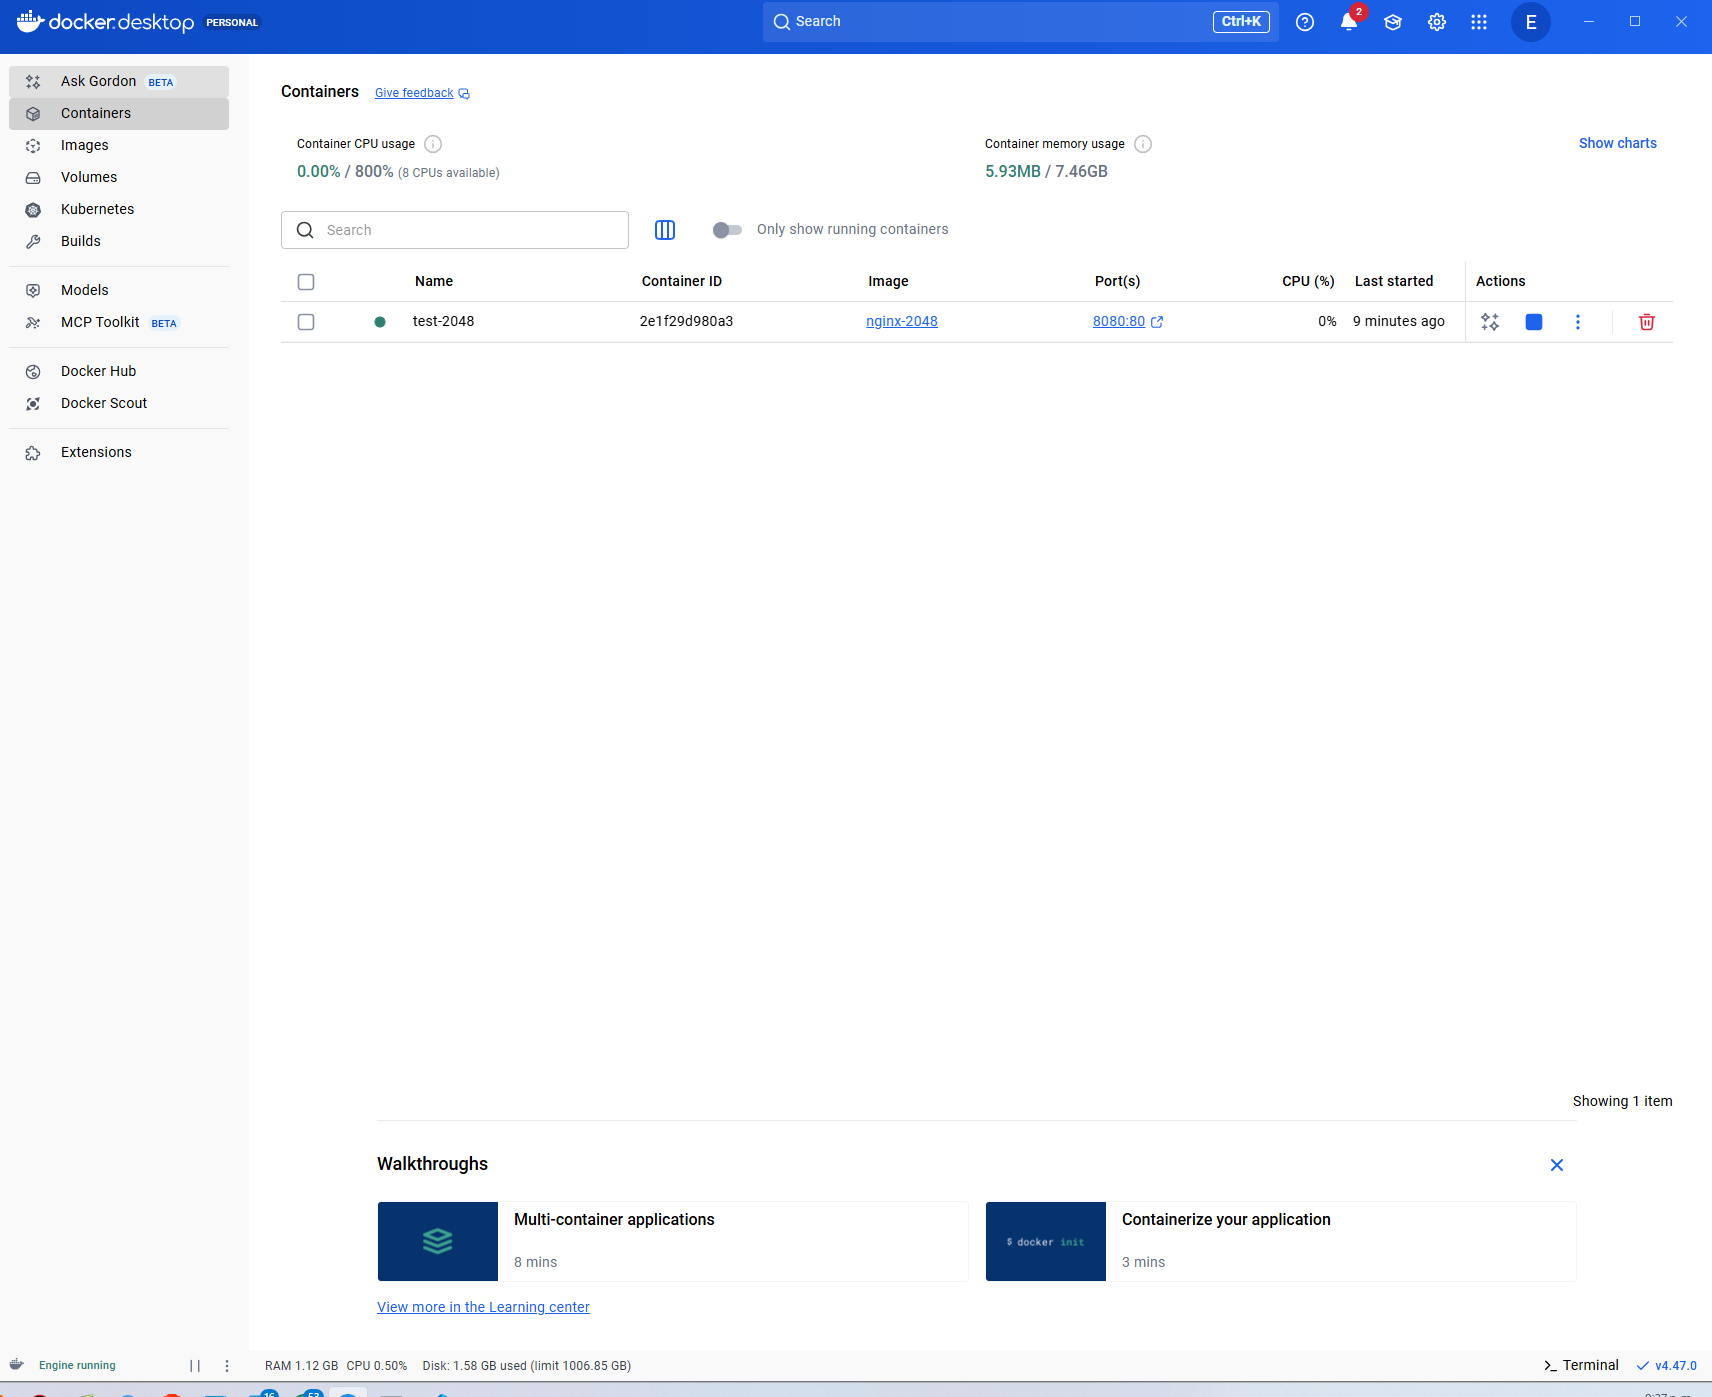 docker.desktop PERSONAL
Search Ctrl+K
2
E
Ask Gordon BETA
Containers
Images
Volumes
Kubernetes
Builds
Models
MCP Toolkit BETA
Docker Hub
Docker Scout
Extensions
Containers Give feedback
Container CPU usage
0.00% / 800% (8 CPUs available)
Container memory usage
5.93MB / 7.46GB
Show charts
Search
Only show running containers
Name Container ID Image Port(s) CPU (%) Last started Actions
test-2048 2e1f29d980a3 nginx-2048 8080:80 0% 9 minutes ago
Showing 1 item
Walkthroughs
Multi-container applications
8 mins
$ docker init
Containerize your application
3 mins
View more in the Learning center
Engine running
RAM 1.12 GB CPU 0.50% Disk: 1.58 GB used (limit 1006.85 GB)
Terminal
v4.47.0